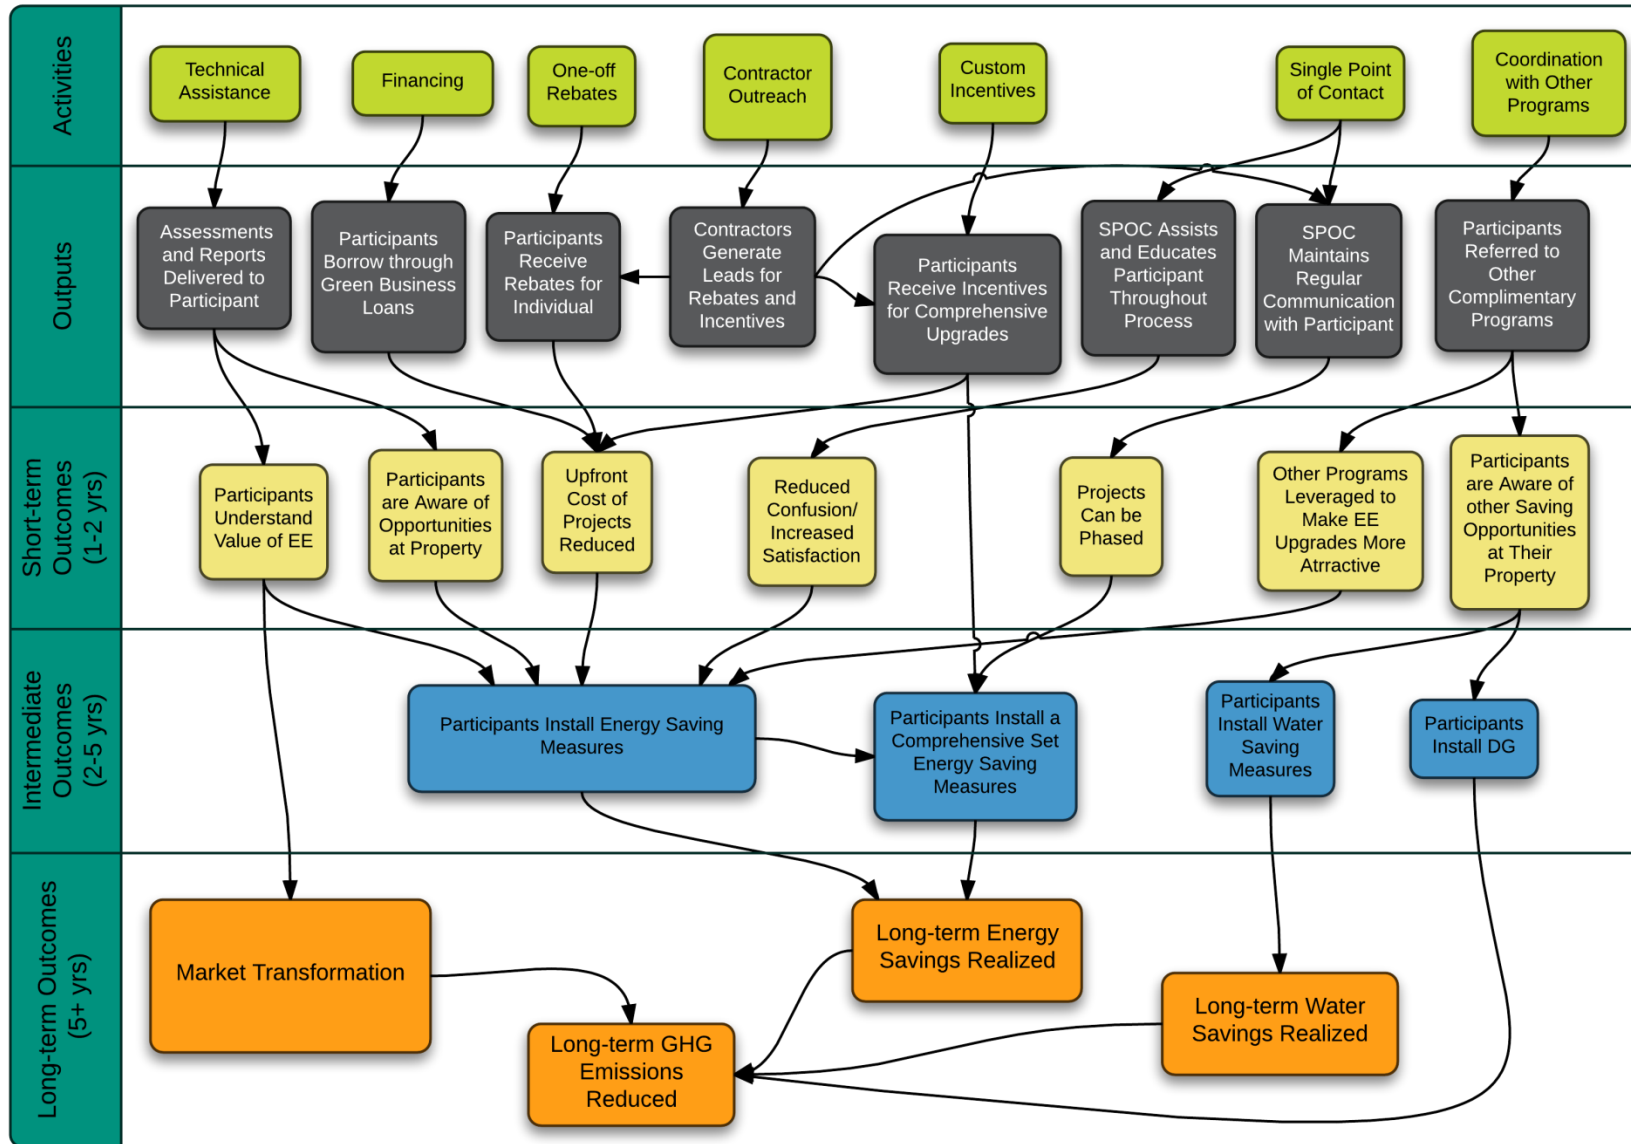 Activities
Technical
Assistance
Financing
One-off
Rebates
Contractor
Outreach
Custom
Incentives
Single Point
of Contact
Coordination
with Other
Programs
Outputs
Assessments
and Reports
Delivered to
Participant
Participants
Borrow through
Green Business
Loans
Participants
Receive
Rebates for
Individual
Contractors
Generate
Leads for
Rebates and
Incentives
Participants
Receive Incentives
for Comprehensive
Upgrades
SPOC Assists
and Educates
Participant
Throughout
Process
SPOC
Maintains
Regular
Communication
with Participant
Participants
Referred to
Other
Complimentary
Programs
Short-term
Outcomes
(1-2 yrs)
Participants
Understand
Value of EE
Participants
are Aware of
Opportunities
at Property
Upfront
Cost of
Projects
Reduced
Reduced
Confusion/
Increased
Satisfaction
Projects
Can be
Phased
Other Programs
Leveraged to
Make EE
Upgrades More
Atrractive
Participants
are Aware of
other Saving
Opportunities
at Their
Property
Intermediate
Outcomes
(2-5 yrs)
Participants Install Energy Saving
Measures
Participants Install a
Comprehensive Set
Energy Saving
Measures
Participants
Install Water
Saving
Measures
Participants
Install DG
Long-term Outcomes
(5+ yrs)
Market Transformation
Long-term GHG
Emissions
Reduced
Long-term Energy
Savings Realized
Long-term Water
Savings Realized